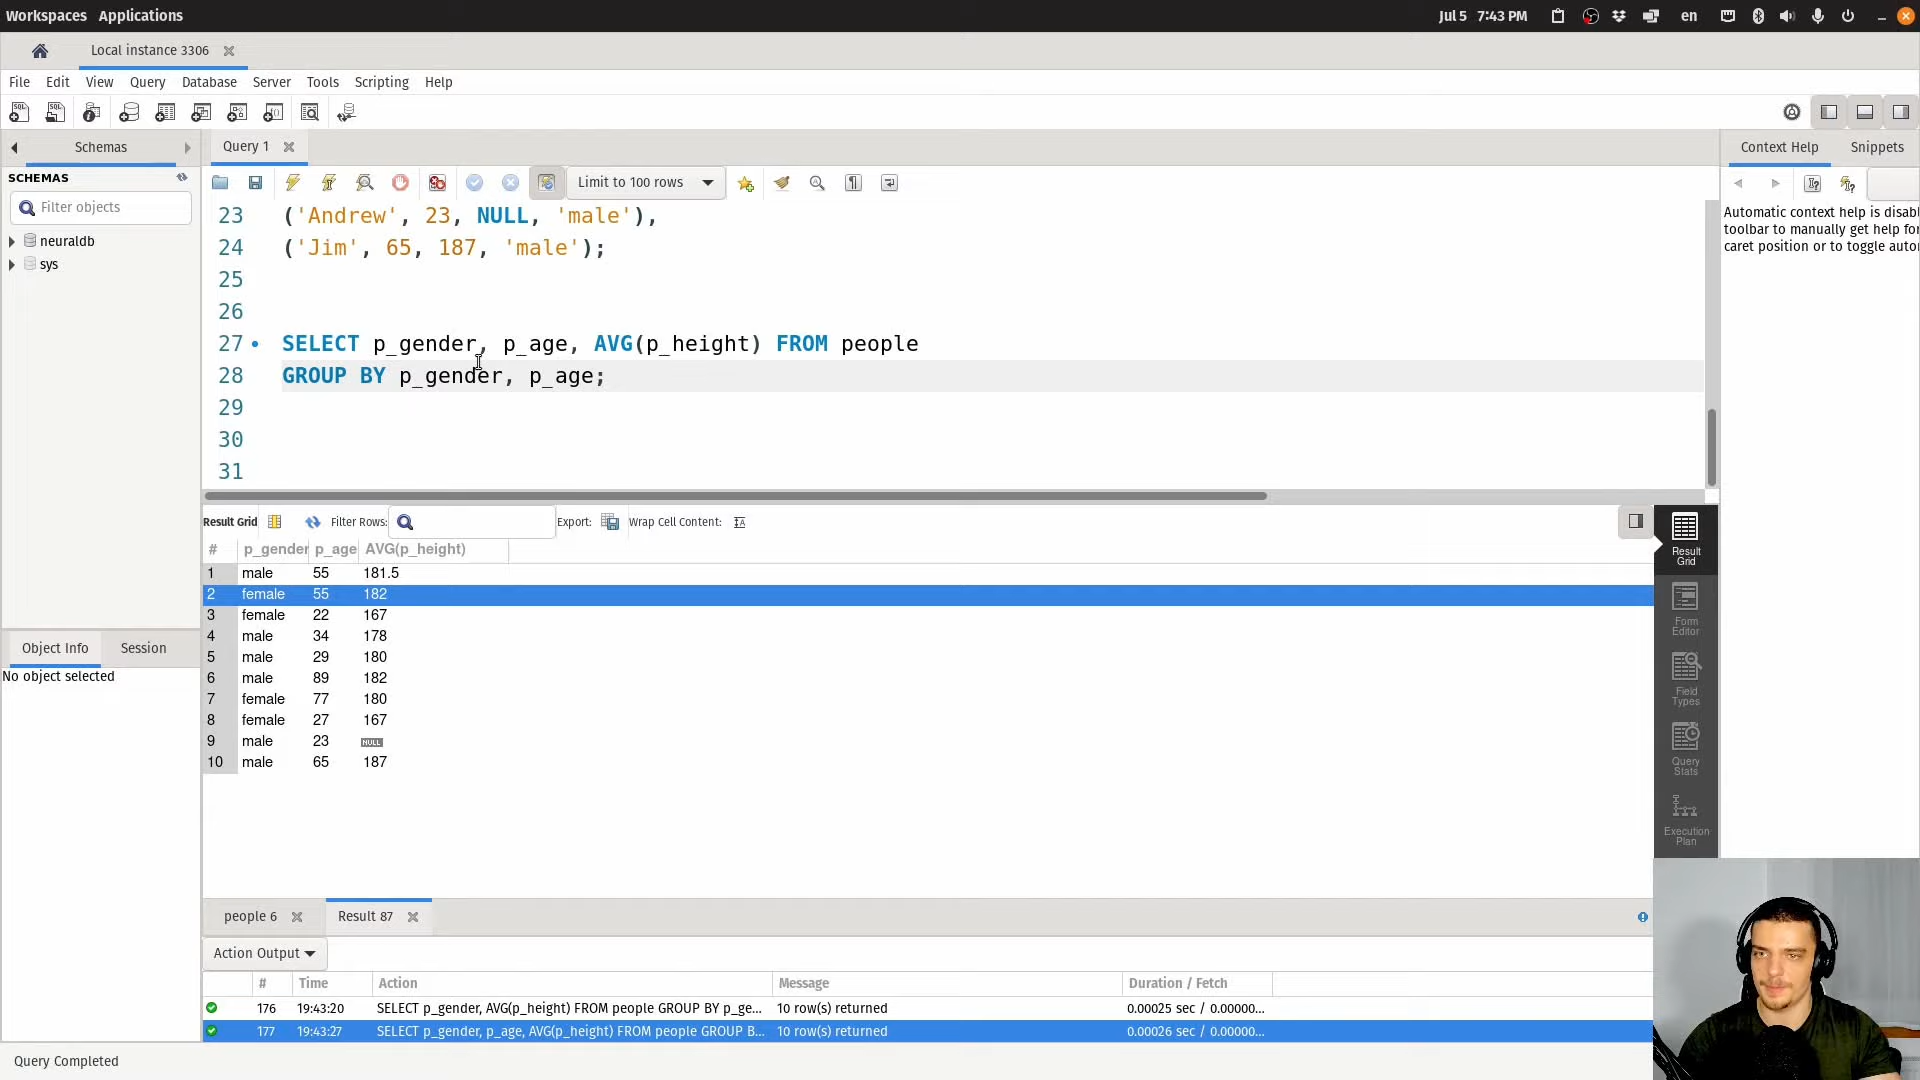 Workspaces Applications Jul 5 7:43 PM en
Local instance 3306
File Edit View Query Database Server Tools Scripting Help
Schemas Query 1 Context Help Snippets
SCHEMAS
Limit to 100 rows
Filter objects
neuraldb
sys
Automatic context help is disab
toolbar to manually get help fo
caret position or to toggle auto
23 ('Andrew', 23, NULL, 'male'),
24 ('Jim', 65, 187, 'male');
25
26
27 SELECT p_gender, p_age, AVG(p_height) FROM people
28 GROUP BY p_gender, p_age;
29
30
31
Result Grid Filter Rows: Export: Wrap Cell Content:
# p_gender p_age AVG(p_height)
1 male 55 181.5
2 female 55 182
3 female 22 167
4 male 34 178
5 male 29 180
6 male 89 182
7 female 77 180
8 female 27 167
9 male 23 NULL
10 male 65 187
Result
Grid
Form
Editor
Field
Types
Query
Stats
Execution
Plan
Object Info Session
No object selected
people 6 Result 87
Action Output
# Time Action Message Duration / Fetch
176 19:43:20 SELECT p_gender, AVG(p_height) FROM people GROUP BY p_ge... 10 row(s) returned 0.00025 sec / 0.00000...
177 19:43:27 SELECT p_gender, p_age, AVG(p_height) FROM people GROUP B... 10 row(s) returned 0.00026 sec / 0.00000...
Query Completed